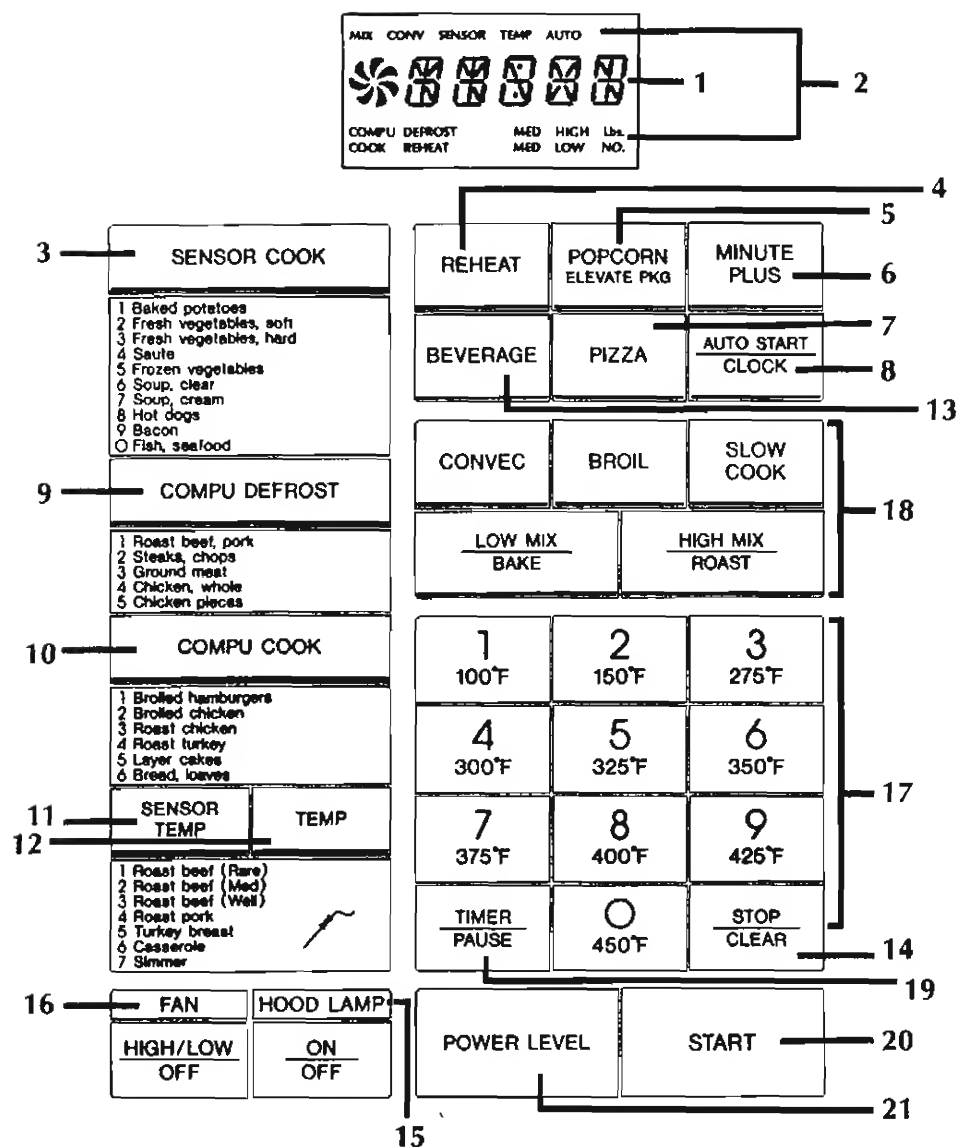 MIX CONV SENSOR TEMP AUTO
1
2
COMPU DEFROST MED HIGH Lbs.
COOK REHEAT MED LOW NO.
4
5
3 SENSOR COOK
REHEAT
POPCORN
ELEVATE PKG
MINUTE
PLUS
6
1 Baked potatoes
2 Fresh vegetables, soft
3 Fresh vegetables, hard
4 Saute
5 Frozen vegetables
6 Soup, clear
7 Soup, cream
8 Hot dogs
9 Bacon
0 Fish, seafood
7
BEVERAGE
PIZZA
AUTO START
CLOCK
8
13
9 COMPU DEFROST
CONVEC
BROIL
SLOW
COOK
18
1 Roast beef, pork
2 Steaks, chops
3 Ground meat
4 Chicken, whole
5 Chicken pieces
LOW MIX
BAKE
HIGH MIX
ROAST
10 COMPU COOK
1 Broiled hamburgers
2 Broiled chicken
3 Roast chicken
4 Roast turkey
5 Layer cakes
6 Bread, loaves
1
100°F
2
150°F
3
275°F
4
300°F
5
325°F
6
350°F
17
11
SENSOR
TEMP
12
TEMP
7
375°F
8
400°F
9
425°F
1 Roast beef (Rare)
2 Roast beef (Med)
3 Roast beef (Well)
4 Roast pork
5 Turkey breast
6 Casserole
7 Simmer
TIMER
PAUSE
0
450°F
STOP
CLEAR
14
19
16 FAN
HOOD LAMP
HIGH/LOW
OFF
ON
OFF
15
POWER LEVEL
START
20
21